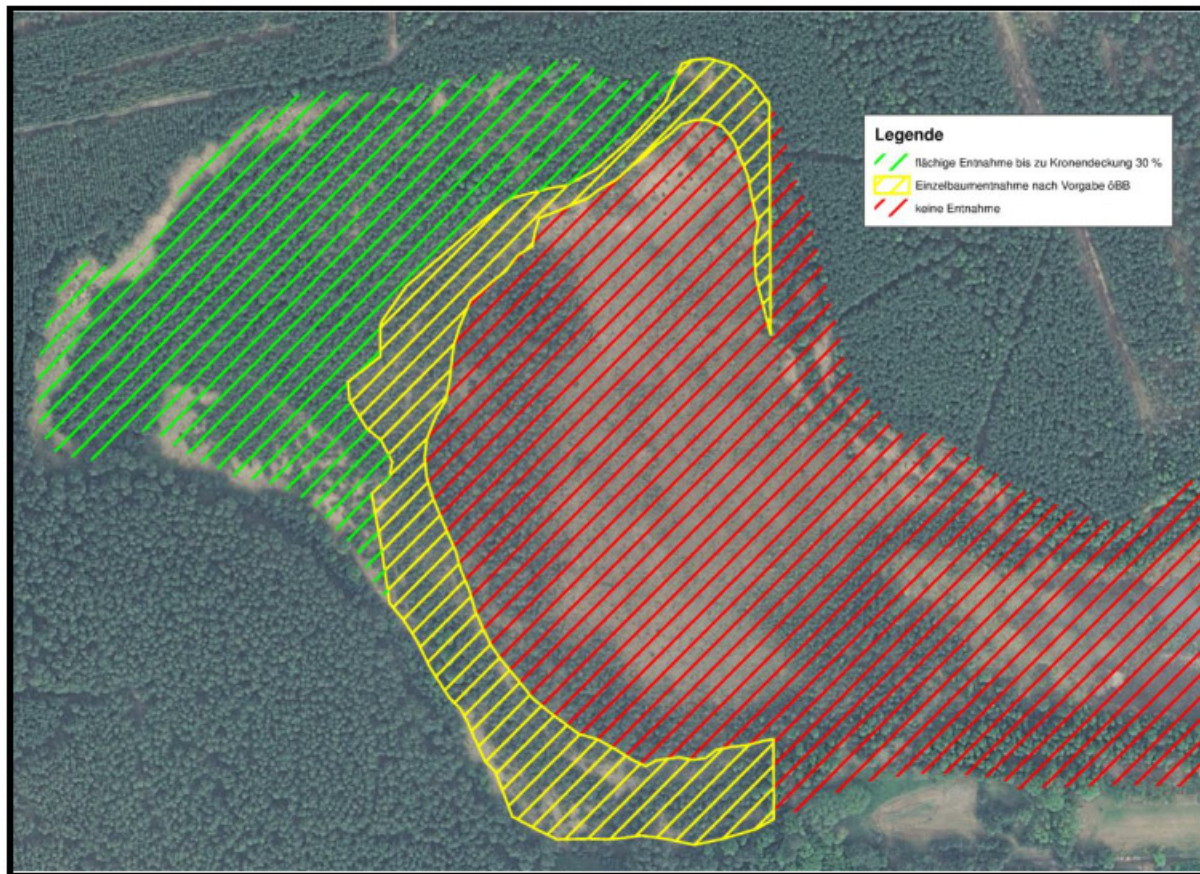 Legende
flächige Entnahme bis zu Kronendeckung 30 %
Einzelbaumentnahme nach Vorgabe öBB
keine Entnahme